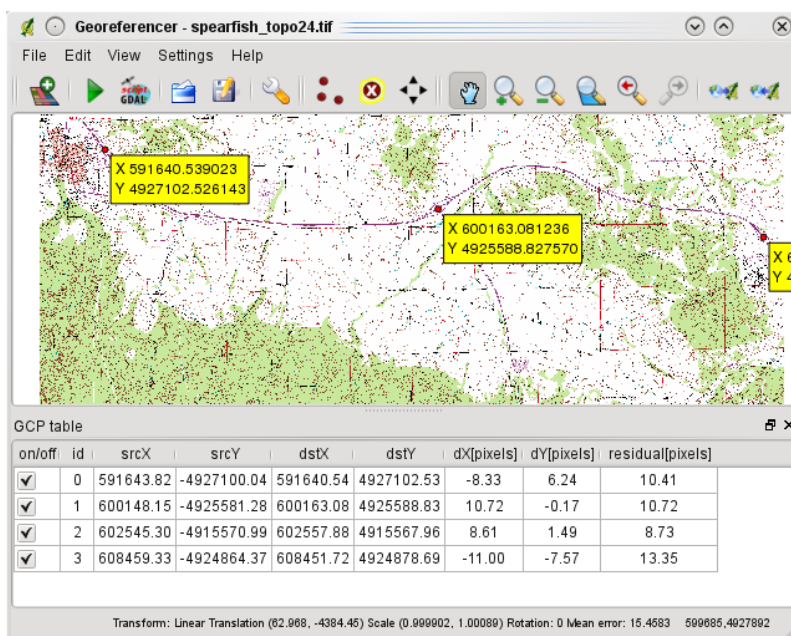 Georeferencer - spearfish_topo24.tif
File Edit View Settings Help
script
GDAL
X 591640.539023
Y 4927102.526143
X 600163.081236
Y 4925588.827570
X 6
Y 4
GCP table
on/off id srcX srcY dstX dstY dX[pixels] dY[pixels] residual[pixels]
0 591643.82 -4927100.04 591640.54 4927102.53 -8.33 6.24 10.41
1 600148.15 -4925581.28 600163.08 4925588.83 10.72 -0.17 10.72
2 602545.30 -4915570.99 602557.88 4915567.96 8.61 1.49 8.73
3 608459.33 -4924864.37 608451.72 4924878.69 -11.00 -7.57 13.35
Transform: Linear Translation (62.968, -4384.45) Scale (0.999902, 1.00089) Rotation: 0 Mean error: 15.4583 599685,4927892